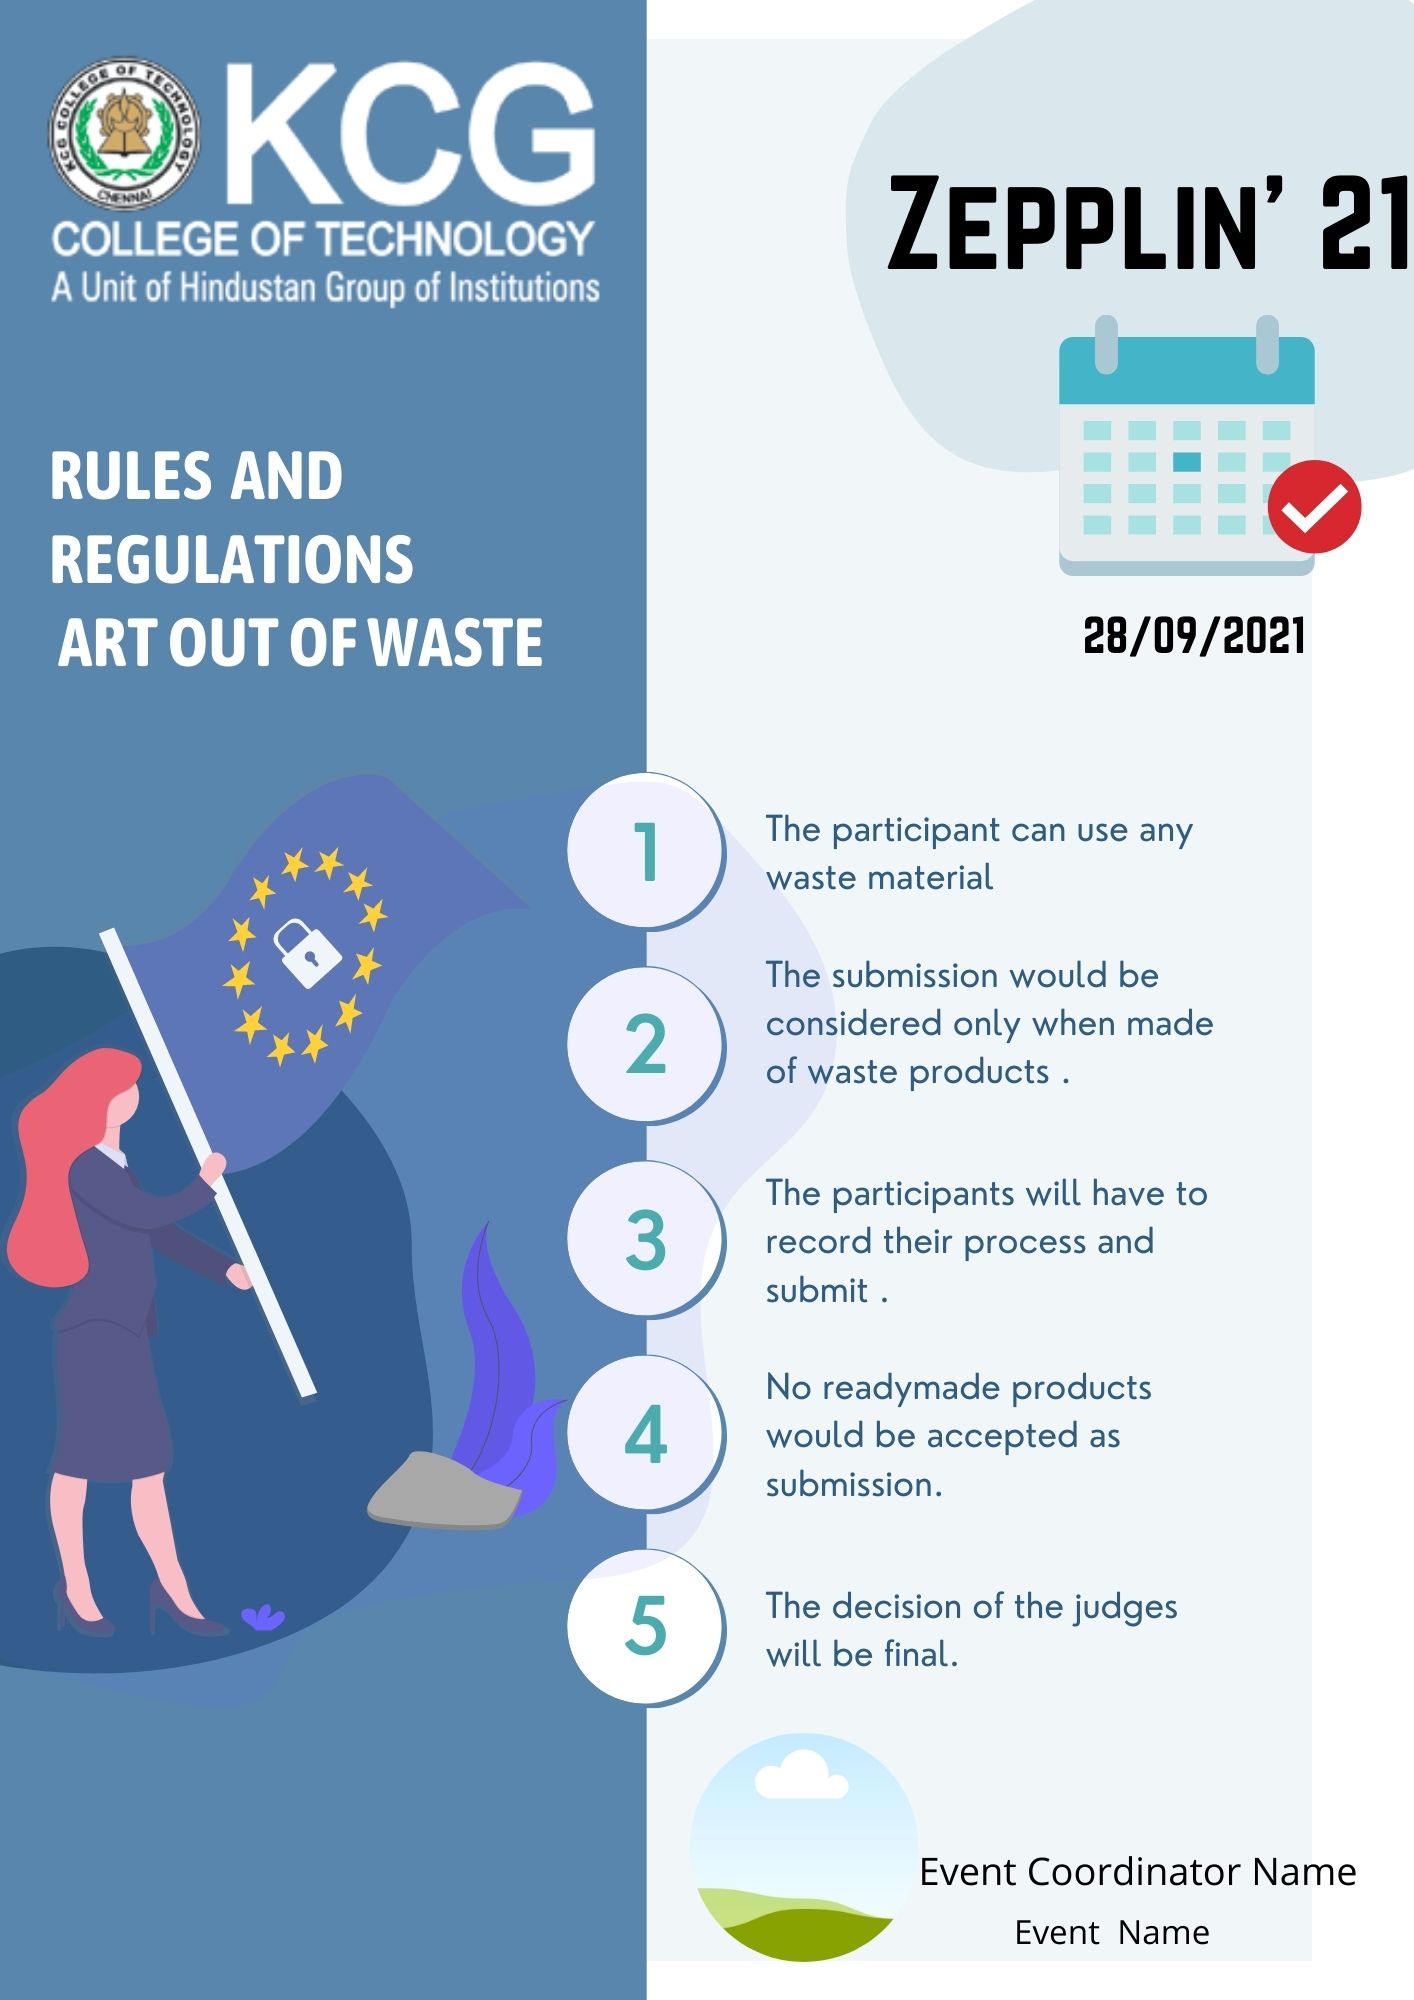 KCG COLLEGE OF TECHNOLOGY
CHENNAI
KCG
COLLEGE OF TECHNOLOGY
A Unit of Hindustan Group of Institutions
ZEPPLIN' 21
28/09/2021
RULES AND
REGULATIONS
ART OUT OF WASTE
1
The participant can use any
waste material
2
The submission would be
considered only when made
of waste products .
3
The participants will have to
record their process and
submit .
4
No readymade products
would be accepted as
submission.
5
The decision of the judges
will be final.
Event Coordinator Name
Event Name